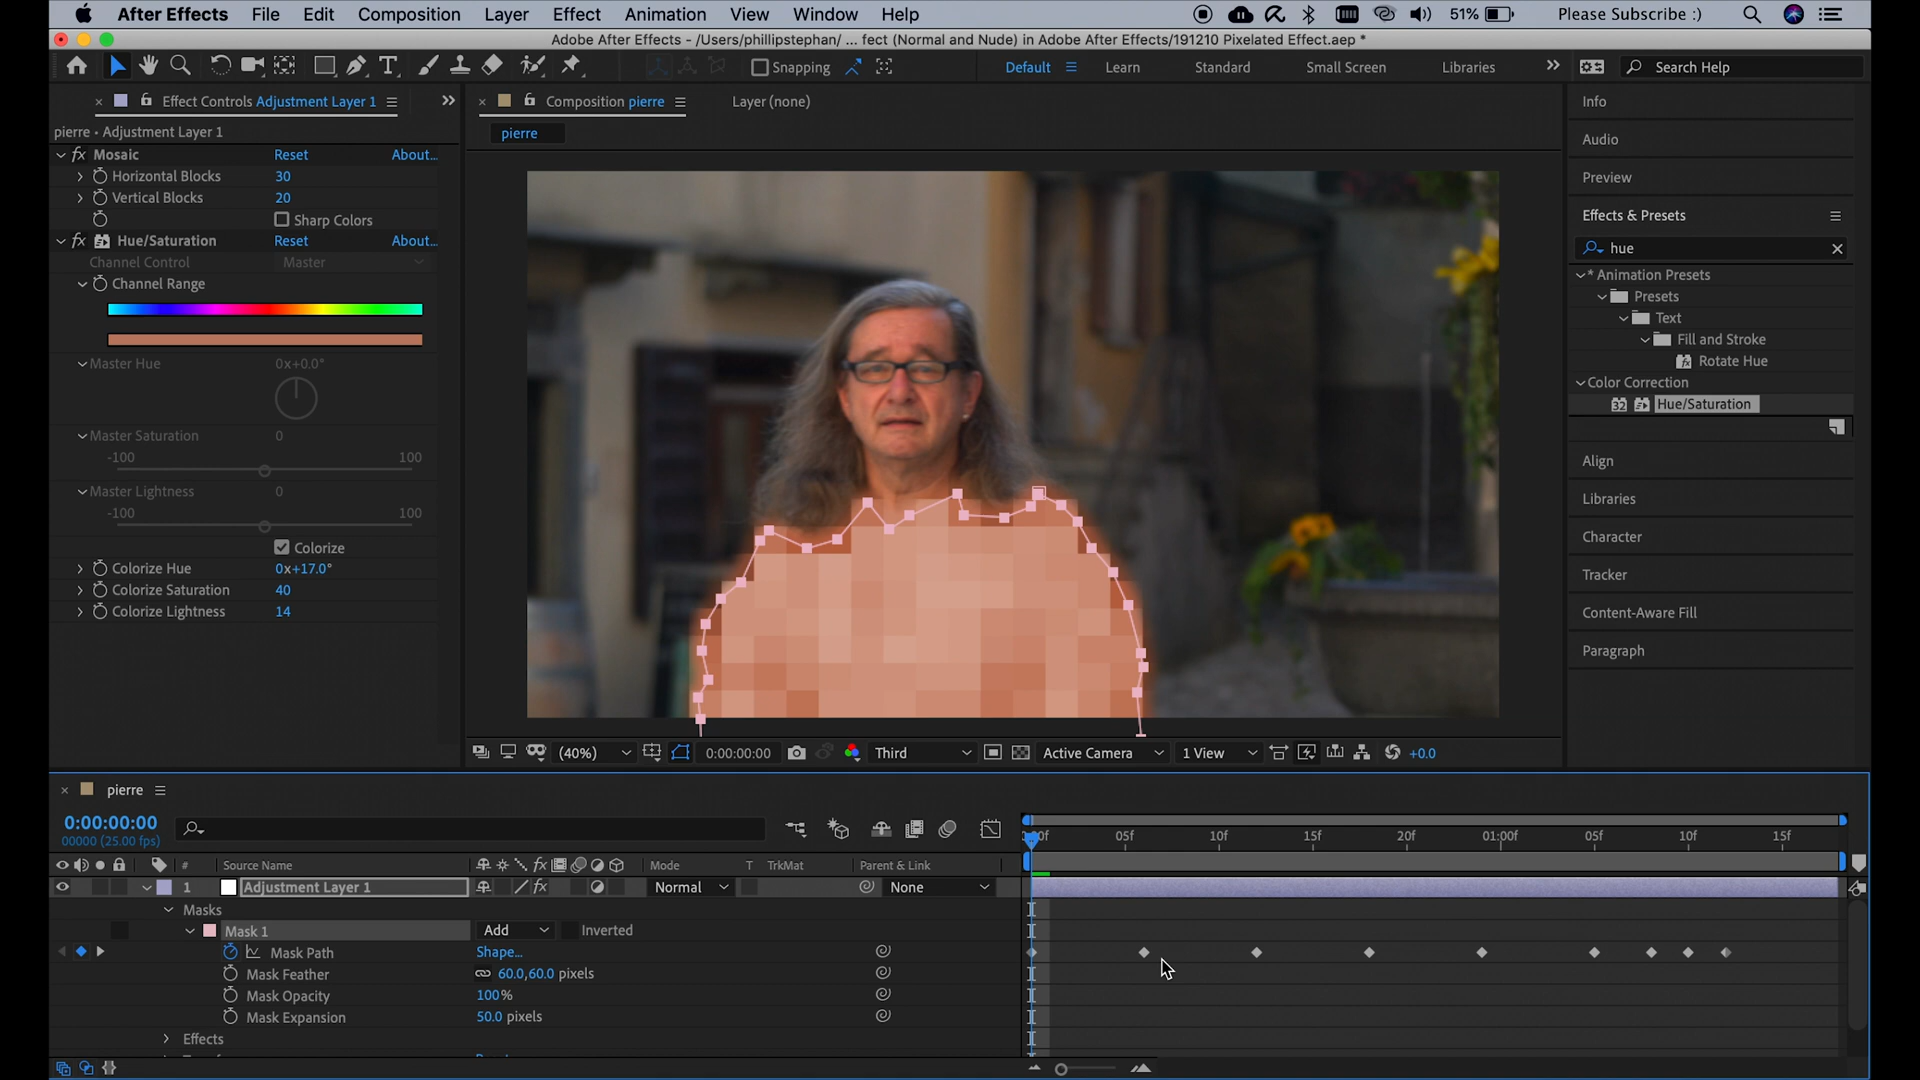 After Effects File Edit Composition Layer Effect Animation View Window Help 51% Please Subscribe :)
Adobe After Effects - /Users/phillipstephan/ ... fect (Normal and Nude) in Adobe After Effects/191210 Pixelated Effect.aep *
Snapping Default Learn Standard Small Screen Libraries Search Help
Effect Controls Adjustment Layer 1
Composition pierre Layer (none)
pierre • Adjustment Layer 1
pierre
fx Mosaic Reset About...
Horizontal Blocks 30
Vertical Blocks 20
Sharp Colors
fx Hue/Saturation Reset About...
Channel Control Master
Channel Range
Master Hue 0x+0.0°
Master Saturation 0
-100 100
Master Lightness 0
-100 100
Colorize
Colorize Hue 0x+17.0°
Colorize Saturation 40
Colorize Lightness 14
Info
Audio
Preview
Effects & Presets
hue
* Animation Presets
Presets
Text
Fill and Stroke
Rotate Hue
Color Correction
32 Hue/Saturation
Align
Libraries
Character
Tracker
Content-Aware Fill
Paragraph
(40%) 0:00:00:00 Third Active Camera 1 View +0.0
pierre
0:00:00:00
00000 (25.00 fps)
05f 10f 15f 20f 01:00f 05f 10f 15f
# Source Name fx Mode T TrkMat Parent & Link
1 Adjustment Layer 1 fx Normal None
Masks
Mask 1 Add Inverted
Mask Path Shape...
Mask Feather 60.0,60.0 pixels
Mask Opacity 100%
Mask Expansion 50.0 pixels
Effects